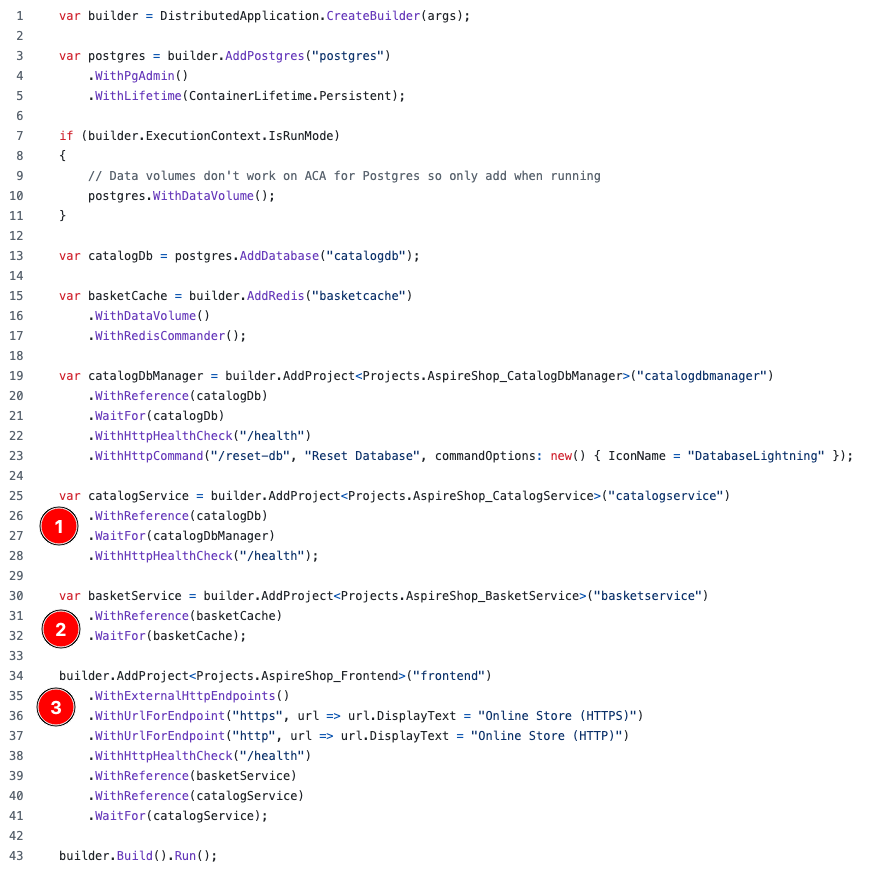 1 var builder = DistributedApplication.CreateBuilder(args);
2
3 var postgres = builder.AddPostgres("postgres")
4     .WithPgAdmin()
5     .WithLifetime(ContainerLifetime.Persistent);
6
7 if (builder.ExecutionContext.IsRunMode)
8 {
9     // Data volumes don't work on ACA for Postgres so only add when running
10     postgres.WithDataVolume();
11 }
12
13 var catalogDb = postgres.AddDatabase("catalogdb");
14
15 var basketCache = builder.AddRedis("basketcache")
16     .WithDataVolume()
17     .WithRedisCommander();
18
19 var catalogDbManager = builder.AddProject<Projects.AspireShop_CatalogDbManager>("catalogdbmanager")
20     .WithReference(catalogDb)
21     .WaitFor(catalogDb)
22     .WithHttpHealthCheck("/health")
23     .WithHttpCommand("/reset-db", "Reset Database", commandOptions: new() { IconName = "DatabaseLightning" });
24
25 var catalogService = builder.AddProject<Projects.AspireShop_CatalogService>("catalogservice")
26     .WithReference(catalogDb)
1
27     .WaitFor(catalogDbManager)
28     .WithHttpHealthCheck("/health");
29
30 var basketService = builder.AddProject<Projects.AspireShop_BasketService>("basketservice")
31     .WithReference(basketCache)
2
32     .WaitFor(basketCache);
33
34 builder.AddProject<Projects.AspireShop_Frontend>("frontend")
35     .WithExternalHttpEndpoints()
3
36     .WithUrlForEndpoint("https", url => url.DisplayText = "Online Store (HTTPS)")
37     .WithUrlForEndpoint("http", url => url.DisplayText = "Online Store (HTTP)")
38     .WithHttpHealthCheck("/health")
39     .WithReference(basketService)
40     .WithReference(catalogService)
41     .WaitFor(catalogService);
42
43 builder.Build().Run();